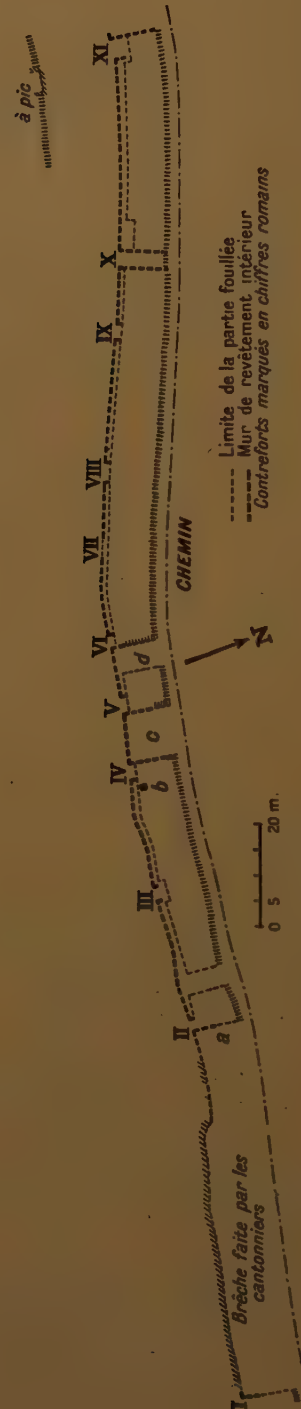 à pic
XI
X
IX
VIII
VII
VI
V
IV
III
II
I
d
c
b
a
CHEMIN
N
0 5 20 m.
Brêche faite par les
cantonniers
Limite de la partie fouillée
Mur de revêtement intérieur
Contreforts marqués en chiffres romains